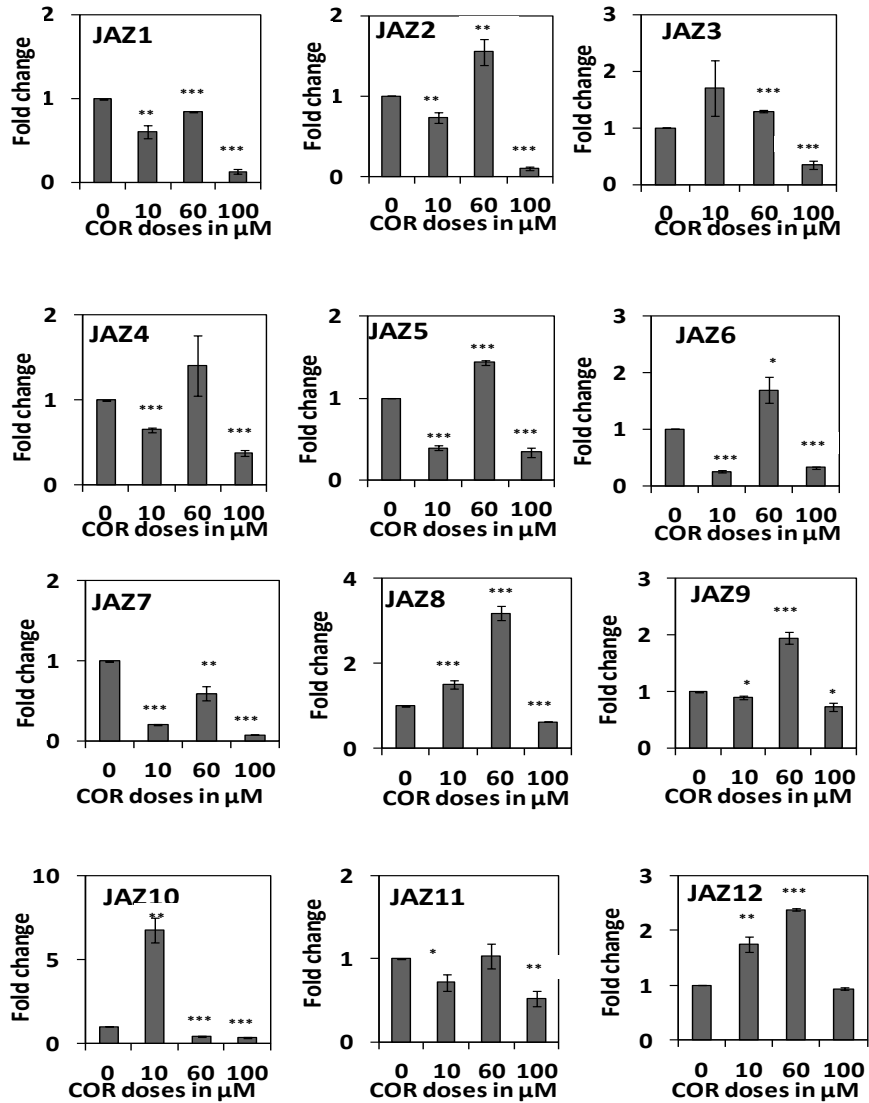 JAZ1
Fold change
2
1
0
**
***
***
0 10 60 100
COR doses in µM
JAZ2
Fold change
2
1
0
**
**
***
0 10 60 100
COR doses in µM
JAZ3
Fold change
3
2
1
0
***
***
0 10 60 100
COR doses in µM
JAZ4
Fold change
2
1
0
***
***
0 10 60 100
COR doses in µM
JAZ5
Fold change
2
1
0
***
***
***
0 10 60 100
COR doses in µM
JAZ6
Fold change
3
2
1
0
***
*
***
0 10 60 100
COR doses in µM
JAZ7
Fold change
2
1
0
***
**
***
0 10 60 100
COR doses in µM
JAZ8
Fold change
4
2
0
***
***
***
0 10 60 100
COR doses in µM
JAZ9
Fold change
3
2
1
0
*
***
*
0 10 60 100
COR doses in µM
JAZ10
Fold change
10
5
0
**
***
***
0 10 60 100
COR doses in µM
JAZ11
Fold change
2
1
0
*
**
0 10 60 100
COR doses in µM
JAZ12
Fold change
3
2
1
0
**
***
0 10 60 100
COR doses in µM